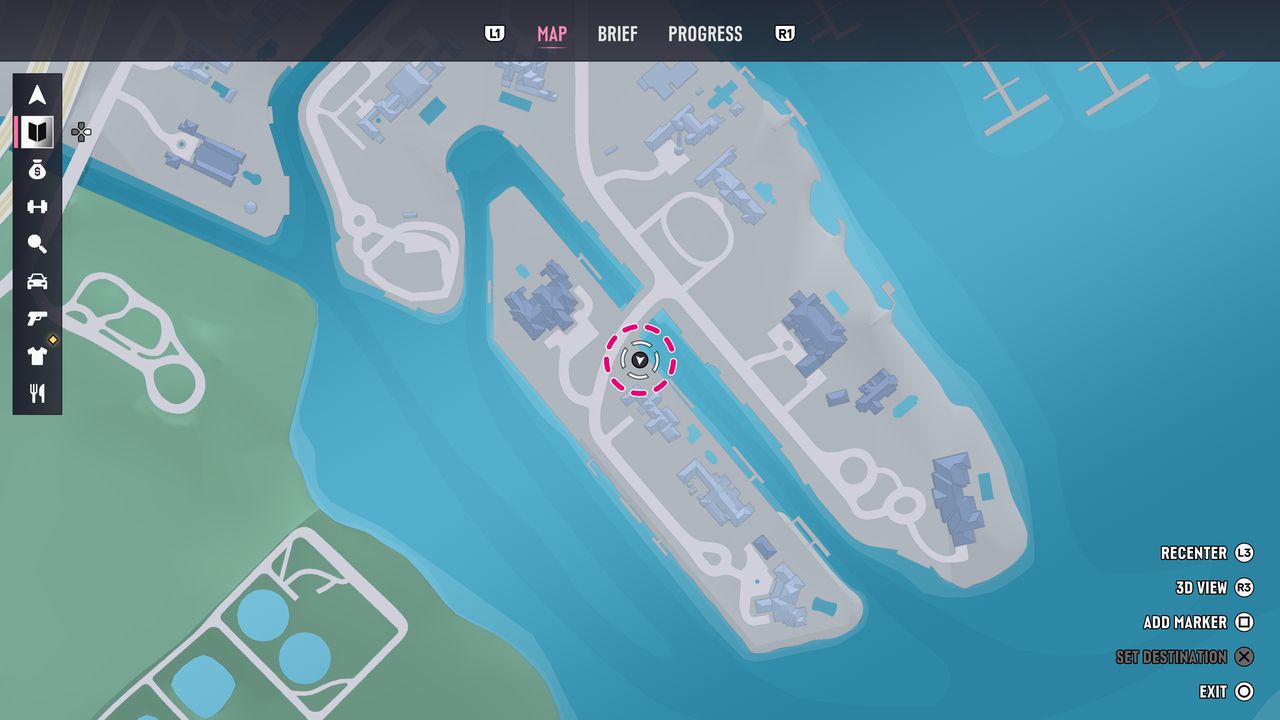 L1 MAP BRIEF PROGRESS R1
$
RECENTER L3
3D VIEW R3
ADD MARKER
SET DESTINATION
EXIT